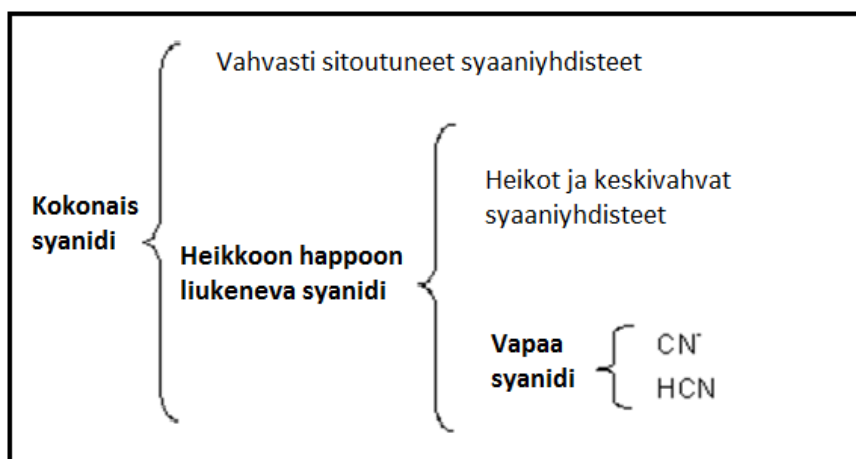 Vahvasti sitoutuneet syaaniyhdisteet
Kokonais
syanidi
Heikkoon happoon
liukeneva syanidi
Heikot ja keskivahvat
syaaniyhdisteet
Vapaa
syanidi
CN⁻
HCN